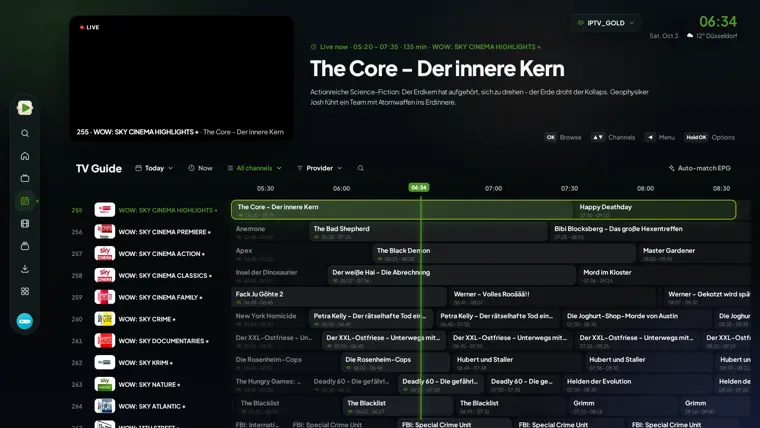 LIVE
255 · WOW: SKY CINEMA HIGHLIGHTS • · The Core - Der innere Kern
IPTV_GOLD
06:34
Sat, Oct 3
12° Düsseldorf
Live now · 05:20 – 07:35 · 135 min · WOW: SKY CINEMA HIGHLIGHTS •
The Core - Der innere Kern
Actionreiche Science-Fiction: Der Erdkern hat aufgehört, sich zu drehen - der Erde droht der Kollaps. Geophysiker
Josh führt ein Team mit Atomwaffen ins Erdinnere.
OK Browse
Channels
Menu
Hold OK Options
TV Guide
Today
Now
All channels
Provider
Auto-match EPG
05:30 06:00 06:34 07:00 07:30 08:00 08:30
255 WOW: SKY CINEMA HIGHLIGHTS • The Core - Der innere Kern Happy Deathday
256 WOW: SKY CINEMA PREMIERE • Anemone The Bad Shepherd Bibi Blocksberg - Das große Hexentreffen
257 WOW: SKY CINEMA ACTION • Apex The Black Demon Master Gardener
258 WOW: SKY CINEMA CLASSICS • Insel der Dinosaurier Der weiße Hai - Die Abrechnung Mord im Kloster
259 WOW: SKY CINEMA FAMILY • Fack Ju Göhte 2 Werner - Volles Rooäää!! Werner - Gekotzt wird spä
260 WOW: SKY CRIME • New York Homicide Petra Kelly - Der rätselhafte Tod ein... Petra Kelly - Der rätselhafte Tod ein... Die Joghurt-Shop-Morde von Austin Die Joghu
261 WOW: SKY DOCUMENTARIES • Der XXL-Ostfriese - Un... Der XXL-Ostfriese - Unterwegs mit... Der XXL-Ostfriese - Unterwegs mit... Der XXL-Ostfriese - Unterwegs mit... Der XXL-Ostfr
262 WOW: SKY KRIMI • Die Rosenheim-Cops Die Rosenheim-Cops Hubert und Staller Hubert und Staller Hubert un
263 WOW: SKY NATURE • The Hungry Games: ... Deadly 60 - Die gefährl... Deadly 60 - Die gefährl... Deadly 60 - Die ge... Helden der Evolution Helden de
264 WOW: SKY ATLANTIC • The Blacklist The Blacklist The Blacklist Grimm Grimm
FBI: Internati... FBI: Special Crime Unit FBI: Special Crime Unit FBI: Special Crime Unit FBI: Special Crime Unit